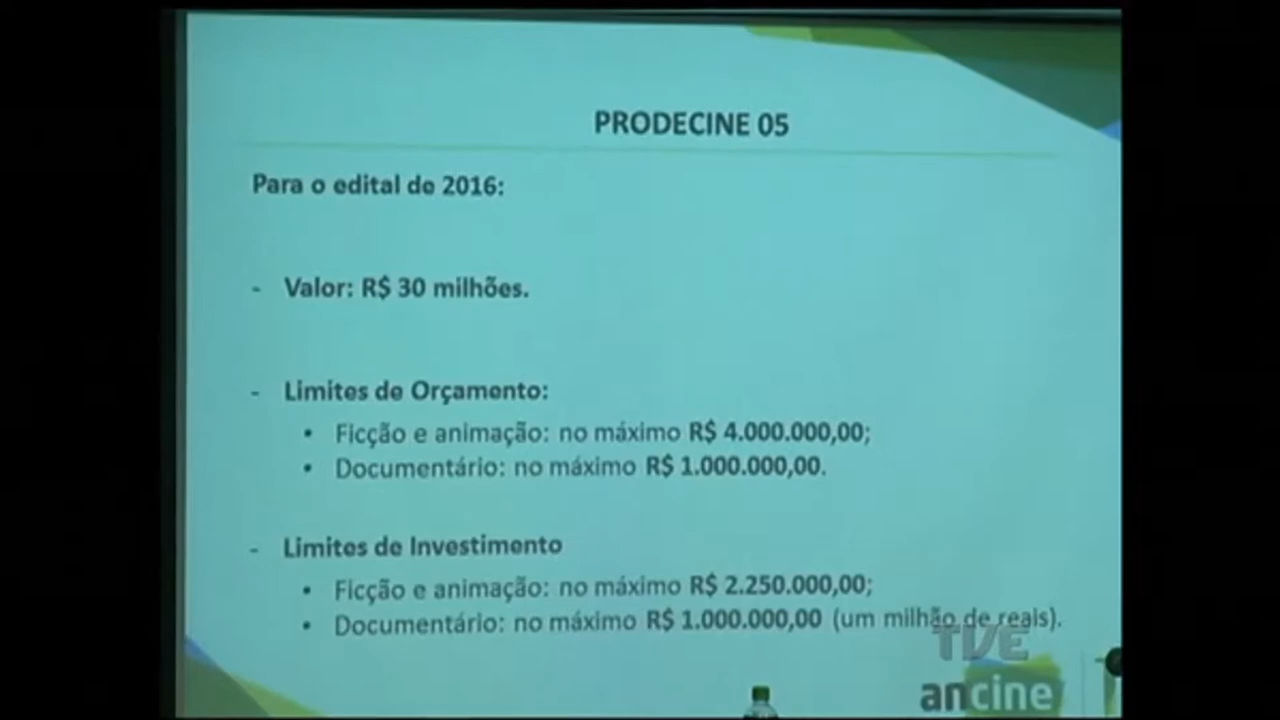 PRODECINE 05
Para o edital de 2016:
- Valor: R$ 30 milhões.
- Limites de Orçamento:
• Ficção e animação: no máximo R$ 4.000.000,00;
• Documentário: no máximo R$ 1.000.000,00.
- Limites de Investimento
• Ficção e animação: no máximo R$ 2.250.000,00;
• Documentário: no máximo R$ 1.000.000,00 (um milhão de reais).
TVE
ancine